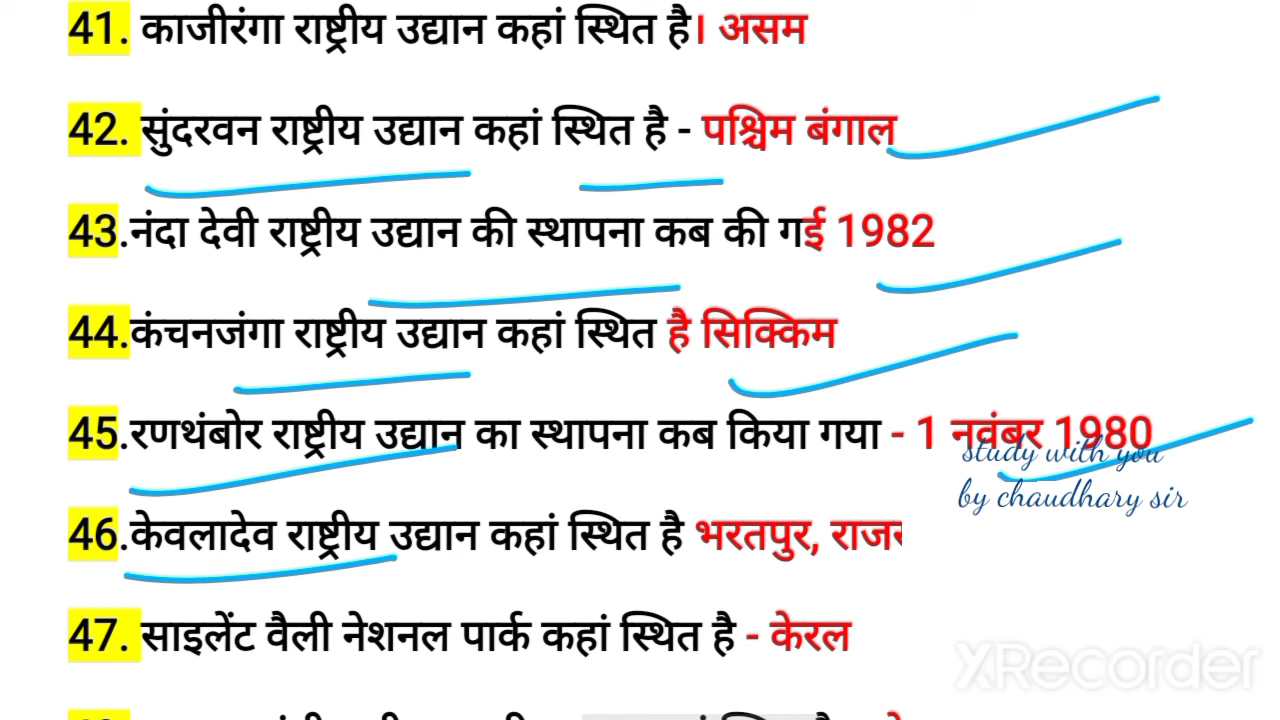 41. काजीरंगा राष्ट्रीय उद्यान कहां स्थित है। असम
42. सुंदरवन राष्ट्रीय उद्यान कहां स्थित है - पश्चिम बंगाल
43.नंदा देवी राष्ट्रीय उद्यान की स्थापना कब की गई 1982
44.कंचनजंगा राष्ट्रीय उद्यान कहां स्थित है सिक्किम
45.रणथंबोर राष्ट्रीय उद्यान का स्थापना कब किया गया - 1 नवंबर 1980
study with you
by chaudhary sir
46.केवलादेव राष्ट्रीय उद्यान कहां स्थित है भरतपुर,
47. साइलेंट वैली नेशनल पार्क कहां स्थित है - केरल
XRecorder